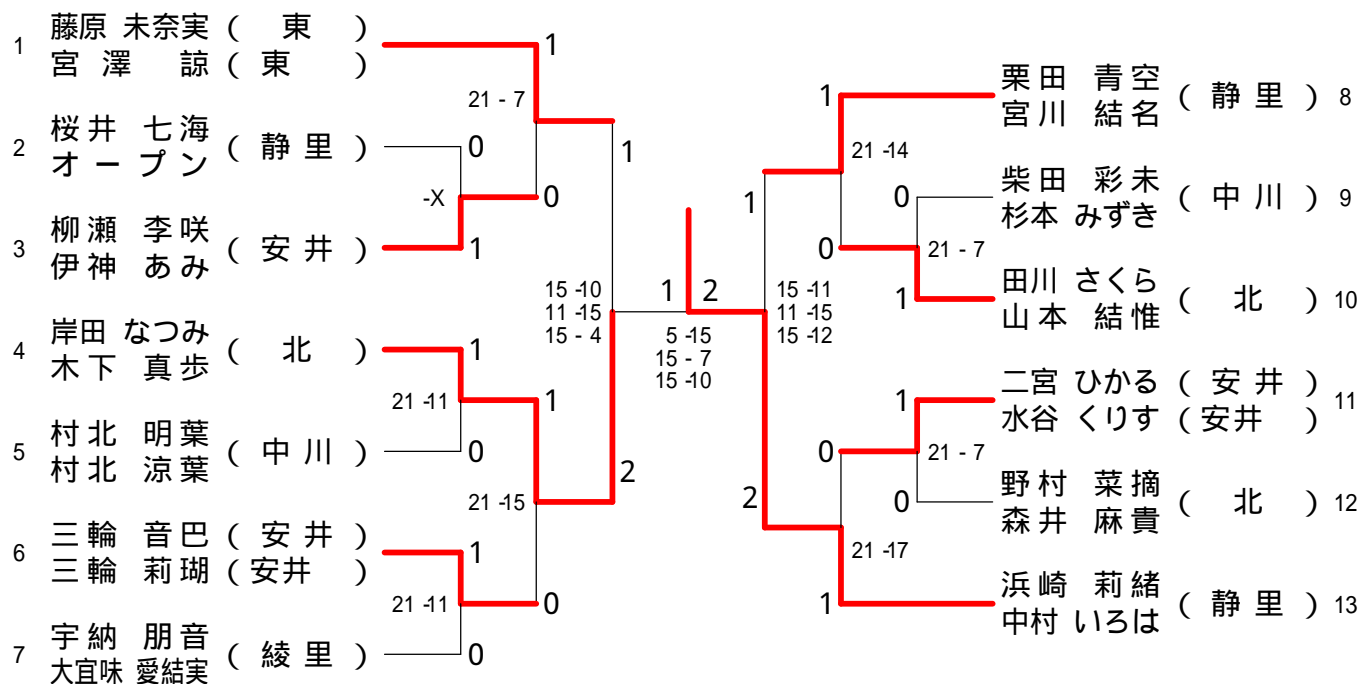 1 藤原 未奈実 ( 東 )
宮澤 諒 ( 東 )
2 桜井 七海
オープン ( 静里 )
3 柳瀬 李咲
伊神 あみ ( 安井 )
4 岸田 なつみ
木下 真歩 ( 北 )
5 村北 明葉
村北 涼葉 ( 中川 )
6 三輪 音巴 ( 安井 )
三輪 莉瑚 ( 安井 )
7 宇納 朋音
大宜味 愛結実 ( 綾里 )
1
21 - 7
0
-X
0
1
1
21 -11
0
1
21 -15
1
21 -11
0
0
1
15 -10
11 -15
15 - 4
2
1 2
5 -15
15 - 7
15 -10
1
15 -11
11 -15
15 -12
2
1
21 -14
0
0
21 - 7
1
1
0
21 - 7
0
21 -17
1
栗田 青空
宮川 結名 ( 静里 ) 8
柴田 彩未
杉本 みずき ( 中川 ) 9
田川 さくら
山本 結惟 ( 北 ) 10
二宮 ひかる ( 安井 )
水谷 くりす ( 安井 ) 11
野村 菜摘
森井 麻貴 ( 北 ) 12
浜崎 莉緒
中村 いろは ( 静里 ) 13